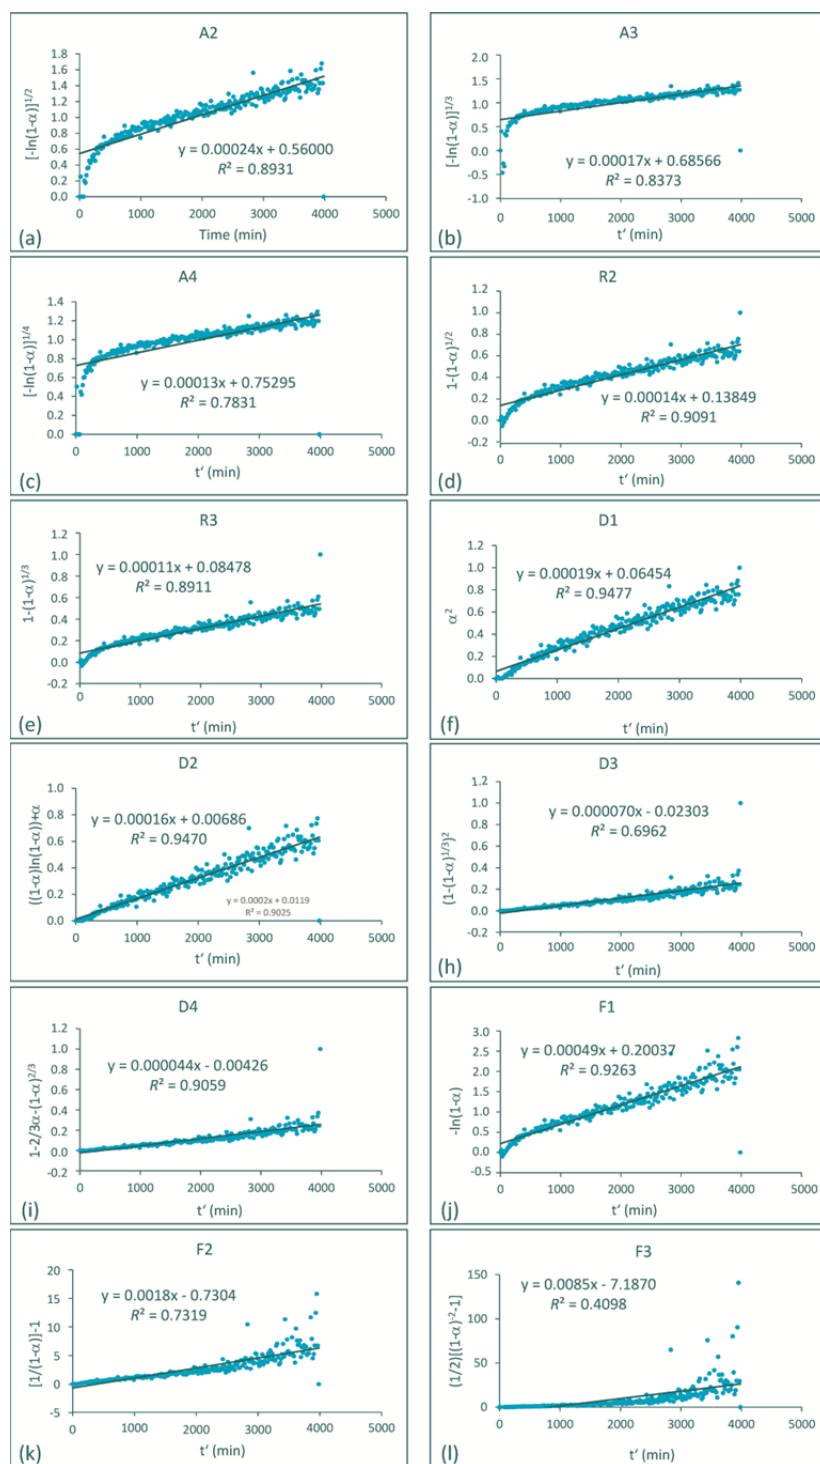 A2
[-ln(1-α)]^1/2
1.8
1.6
1.4
1.2
1.0
0.8
0.6
0.4
0.2
0.0
y = 0.00024x + 0.56000
R² = 0.8931
0 1000 2000 3000 4000 5000
Time (min)
(a)
A3
[-ln(1-α)]^1/3
2.0
1.5
1.0
0.5
0.0
-0.5
-1.0
y = 0.00017x + 0.68566
R² = 0.8373
0 1000 2000 3000 4000 5000
t‘ (min)
(b)
A4
[-ln(1-α)]^1/4
1.4
1.2
1.0
0.8
0.6
0.4
0.2
0.0
y = 0.00013x + 0.75295
R² = 0.7831
0 1000 2000 3000 4000 5000
t‘ (min)
(c)
R2
1-(1-α)^1/2
1.2
1.0
0.8
0.6
0.4
0.2
0.0
-0.2
y = 0.00014x + 0.13849
R² = 0.9091
0 1000 2000 3000 4000 5000
t‘ (min)
(d)
R3
1-(1-α)^1/3
1.2
1.0
0.8
0.6
0.4
0.2
0.0
-0.2
y = 0.00011x + 0.08478
R² = 0.8911
0 1000 2000 3000 4000 5000
t‘ (min)
(e)
D1
α²
1.2
1.0
0.8
0.6
0.4
0.2
0.0
y = 0.00019x + 0.06454
R² = 0.9477
0 1000 2000 3000 4000 5000
t‘ (min)
(f)
D2
((1-α)ln(1-α))+α
1.0
0.8
0.6
0.4
0.2
0.0
y = 0.00016x + 0.00686
R² = 0.9470
y = 0.0002x + 0.0119
R² = 0.9025
0 1000 2000 3000 4000 5000
t‘ (min)
D3
(1-(1-α)^1/3)²
1.2
1.0
0.8
0.6
0.4
0.2
0.0
-0.2
y = 0.000070x - 0.02303
R² = 0.6962
0 1000 2000 3000 4000 5000
t‘ (min)
(h)
D4
1-2/3α-(1-α)^2/3
1.2
1.0
0.8
0.6
0.4
0.2
0.0
-0.2
y = 0.000044x - 0.00426
R² = 0.9059
0 1000 2000 3000 4000 5000
t‘ (min)
(i)
F1
-ln(1-α)
3.0
2.5
2.0
1.5
1.0
0.5
0.0
-0.5
y = 0.00049x + 0.20037
R² = 0.9263
0 1000 2000 3000 4000 5000
t‘ (min)
(j)
F2
[1/(1-α)]-1
20
15
10
5
0
-5
y = 0.0018x - 0.7304
R² = 0.7319
0 1000 2000 3000 4000 5000
t‘ (min)
(k)
F3
(1/2)[(1-α)^-2-1]
150
100
50
0
y = 0.0085x - 7.1870
R² = 0.4098
0 1000 2000 3000 4000 5000
t‘ (min)
(l)